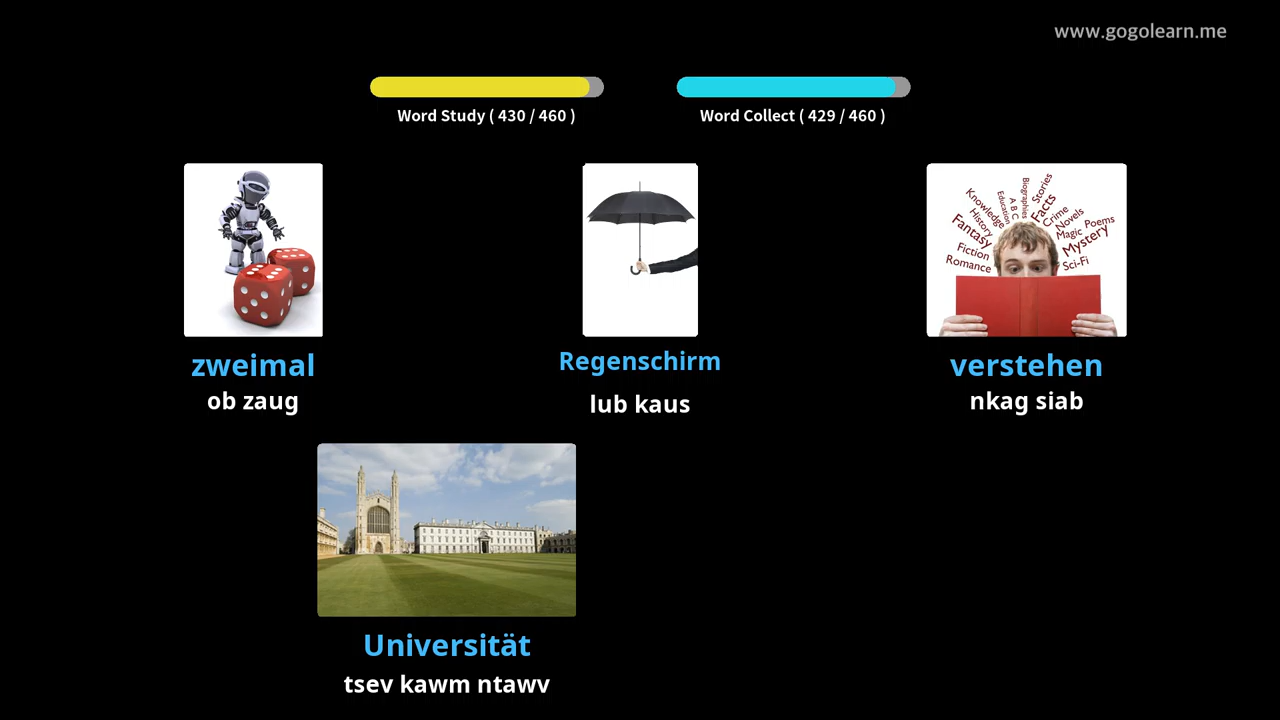 www.gogolearn.me
Word Study ( 430 / 460 )
Word Collect ( 429 / 460 )
Stories
Biographies
Facts
Knowledge
Education
A B C
Crime
Novels
History
Poems
Magic
Fantasy
Mystery
Fiction
Sci-Fi
Romance
zweimal
Regenschirm
verstehen
ob zaug
lub kaus
nkag siab
Universität
tsev kawm ntawv